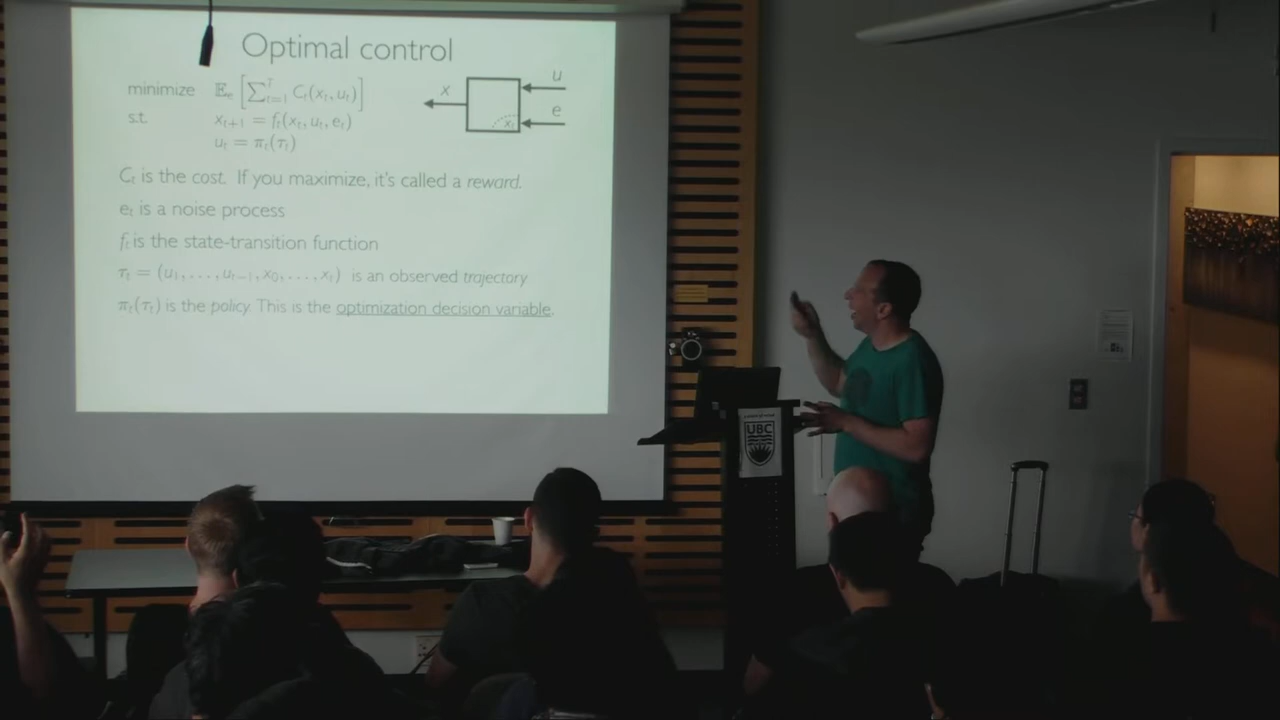 Optimal control
minimize 𝔼ₑ [∑ᵀₜ₌₁ Cₜ(xₜ, uₜ)]
s.t. xₜ₊₁ = fₜ(xₜ, uₜ, eₜ)
uₜ = πₜ(τₜ)
x
u
e
xₜ
Cₜ is the cost. If you maximize, it's called a reward.
eₜ is a noise process
fₜ is the state-transition function
τₜ = (u₁, . . . , uₜ₋₁, x₀, . . . , xₜ) is an observed trajectory
πₜ(τₜ) is the policy. This is the optimization decision variable.
UBC